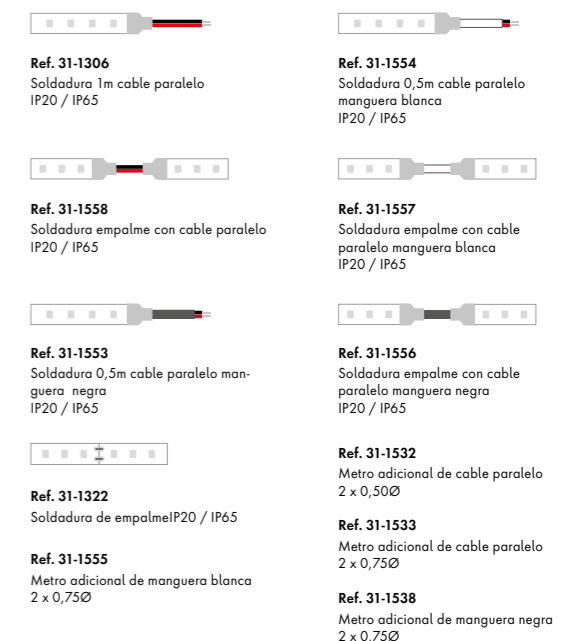 Ref. 31-1306
Soldadura 1m cable paralelo
IP20 / IP65
Ref. 31-1554
Soldadura 0,5m cable paralelo
manguera blanca
IP20 / IP65
Ref. 31-1558
Soldadura empalme con cable paralelo
IP20 / IP65
Ref. 31-1557
Soldadura empalme con cable
paralelo manguera blanca
IP20 / IP65
Ref. 31-1553
Soldadura 0,5m cable paralelo man-
guera negra
IP20 / IP65
Ref. 31-1556
Soldadura empalme con cable
paralelo manguera negra
IP20 / IP65
Ref. 31-1322
Soldadura de empalmeIP20 / IP65
Ref. 31-1555
Metro adicional de manguera blanca
2 x 0,75Ø
Ref. 31-1532
Metro adicional de cable paralelo
2 x 0,50Ø
Ref. 31-1533
Metro adicional de cable paralelo
2 x 0,75Ø
Ref. 31-1538
Metro adicional de manguera negra
2 x 0,75Ø